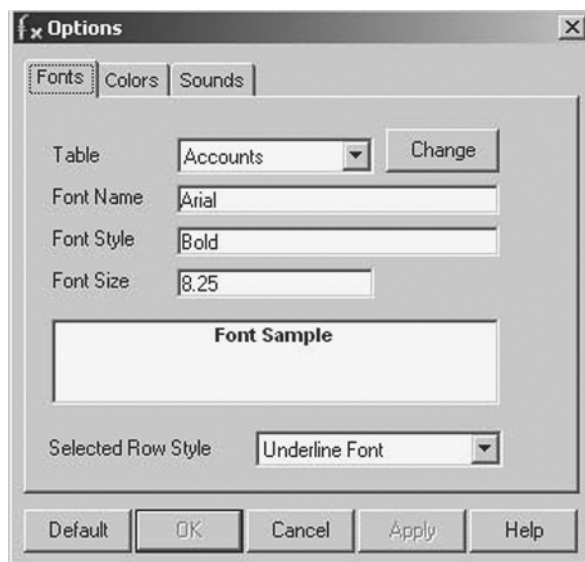 fx Options
Fonts Colors Sounds
Table Accounts Change
Font Name Arial
Font Style Bold
Font Size 8.25
Font Sample
Selected Row Style Underline Font
Default OK Cancel Apply Help